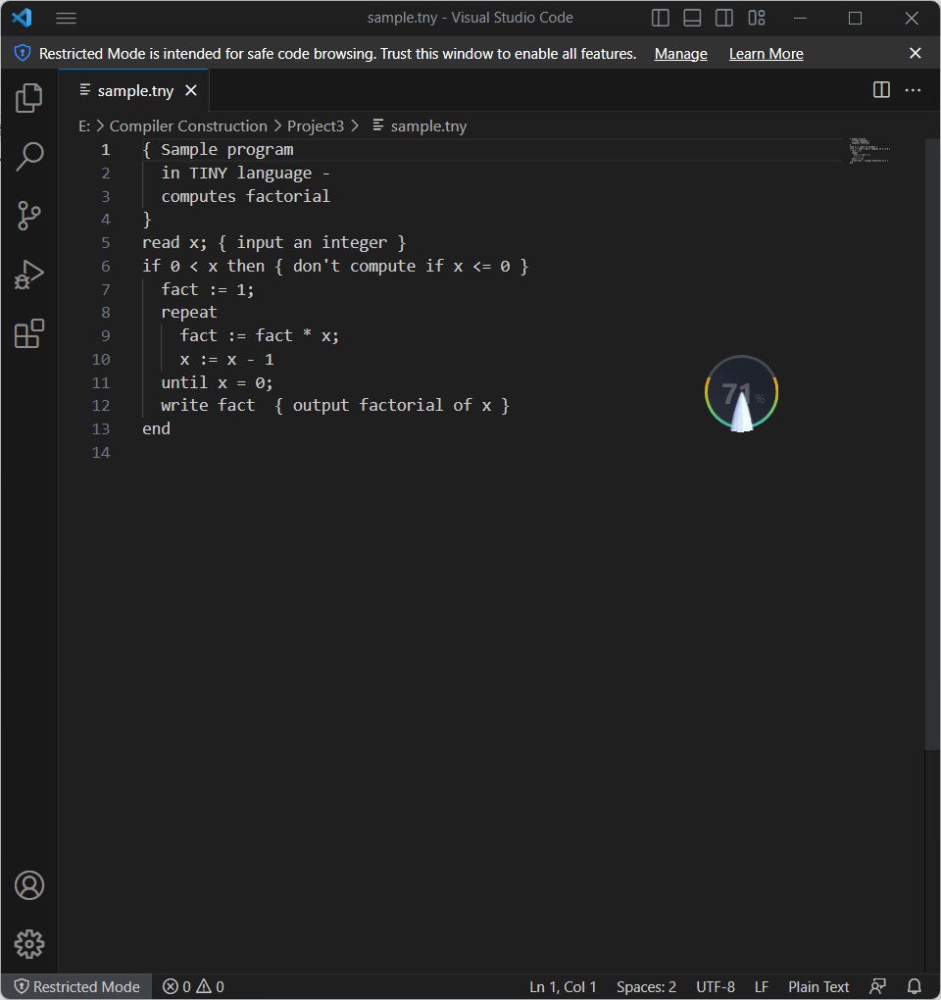 sample.tny - Visual Studio Code
Restricted Mode is intended for safe code browsing. Trust this window to enable all features. Manage Learn More
sample.tny
E: > Compiler Construction > Project3 > sample.tny
1 { Sample program
2 in TINY language -
3 computes factorial
4 }
5 read x; { input an integer }
6 if 0 < x then { don't compute if x <= 0 }
7 fact := 1;
8 repeat
9 fact := fact * x;
10 x := x - 1
11 until x = 0;
12 write fact  { output factorial of x }
13 end
14
71%
Restricted Mode 0 0 Ln 1, Col 1 Spaces: 2 UTF-8 LF Plain Text